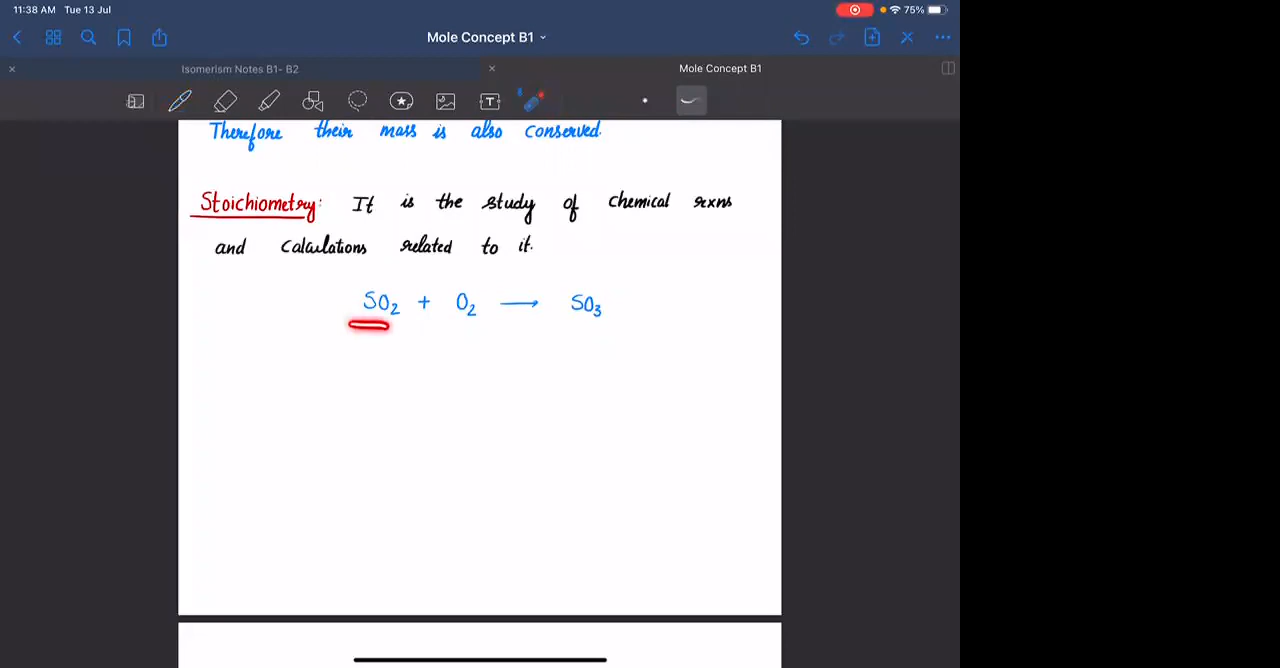 11:38 AM Tue 13 Jul
75%
Mole Concept B1
Isomerism Notes B1- B2
Mole Concept B1
Therefore their mass is also conserved.
Stoichiometry: It is the study of chemical rxns
and calculations related to it.
SO₂ + O₂ ⟶ SO₃